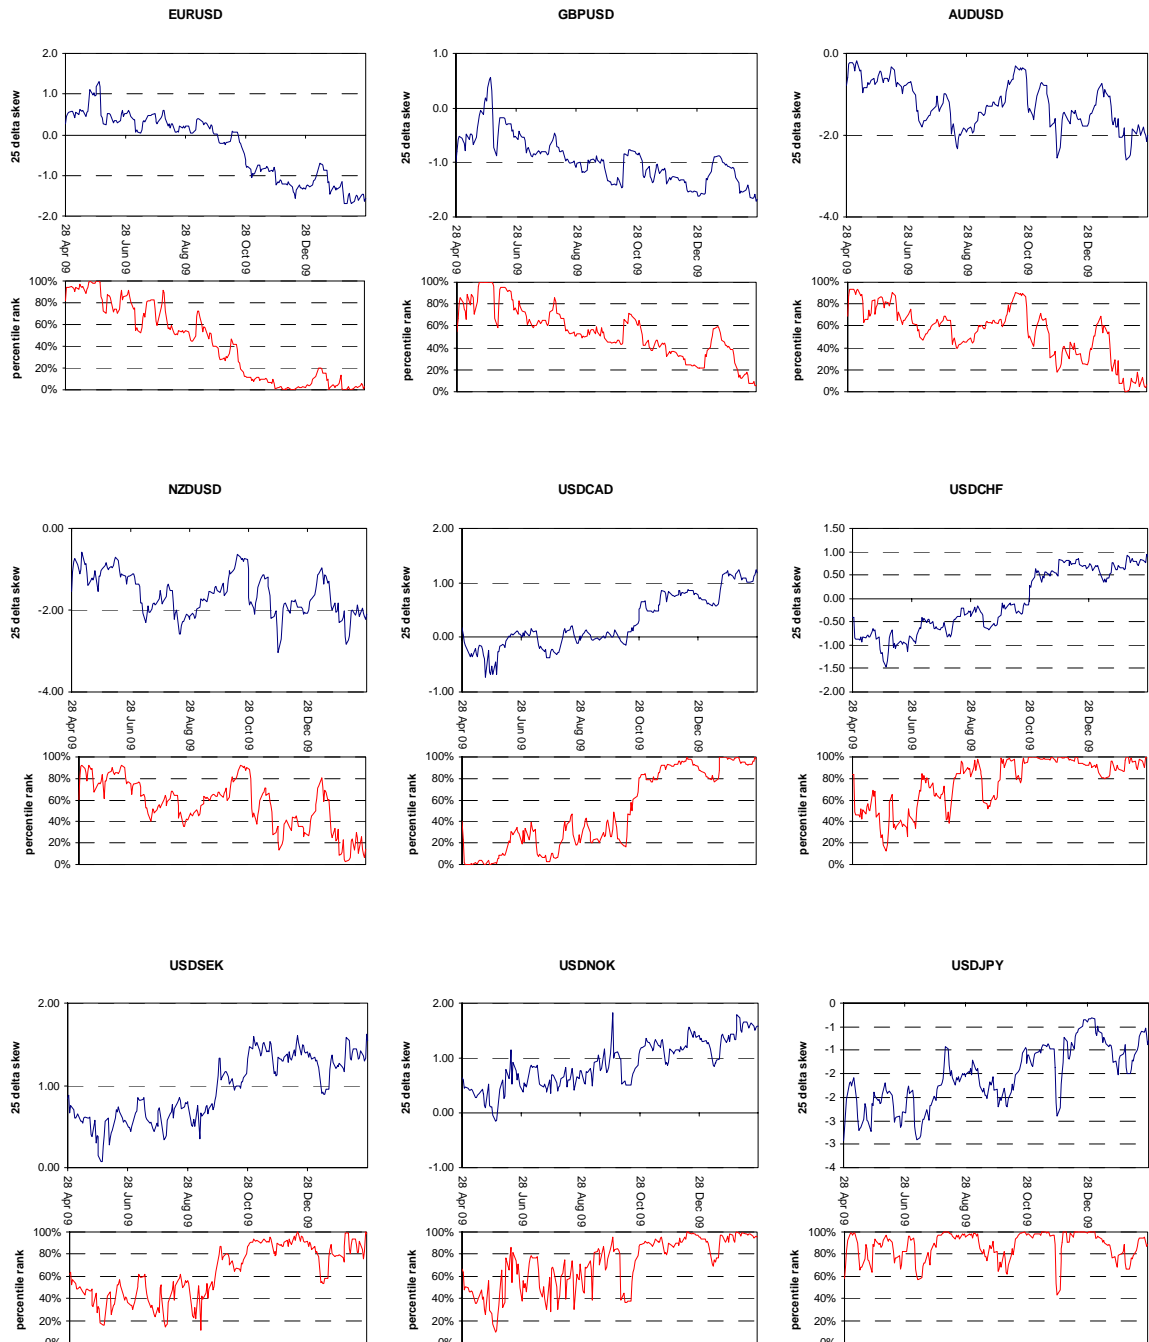 EURUSD
GBPUSD
AUDUSD
25 delta skew
2.0
1.0
0.0
-1.0
-2.0
28 Apr 09
28 Jun 09
28 Aug 09
28 Oct 09
28 Dec 09
percentile rank
100%
80%
60%
40%
20%
0%
25 delta skew
1.0
0.0
-1.0
-2.0
28 Apr 09
28 Jun 09
28 Aug 09
28 Oct 09
28 Dec 09
percentile rank
100%
80%
60%
40%
20%
0%
25 delta skew
0.0
-2.0
-4.0
28 Apr 09
28 Jun 09
28 Aug 09
28 Oct 09
28 Dec 09
percentile rank
100%
80%
60%
40%
20%
0%
NZDUSD
USDCAD
USDCHF
25 delta skew
0.00
-2.00
-4.00
28 Apr 09
28 Jun 09
28 Aug 09
28 Oct 09
28 Dec 09
percentile rank
100%
80%
60%
40%
20%
0%
25 delta skew
2.00
1.00
0.00
-1.00
28 Apr 09
28 Jun 09
28 Aug 09
28 Oct 09
28 Dec 09
percentile rank
100%
80%
60%
40%
20%
0%
25 delta skew
1.50
1.00
0.50
0.00
-0.50
-1.00
-1.50
-2.00
28 Apr 09
28 Jun 09
28 Aug 09
28 Oct 09
28 Dec 09
percentile rank
100%
80%
60%
40%
20%
0%
USDSEK
USDNOK
USDJPY
25 delta skew
2.00
1.00
0.00
28 Apr 09
28 Jun 09
28 Aug 09
28 Oct 09
28 Dec 09
percentile rank
100%
80%
60%
40%
20%
0%
25 delta skew
2.00
1.00
0.00
-1.00
28 Apr 09
28 Jun 09
28 Aug 09
28 Oct 09
28 Dec 09
percentile rank
100%
80%
60%
40%
20%
0%
25 delta skew
0
-1
-1
-2
-2
-3
-3
-4
28 Apr 09
28 Jun 09
28 Aug 09
28 Oct 09
28 Dec 09
percentile rank
100%
80%
60%
40%
20%
0%